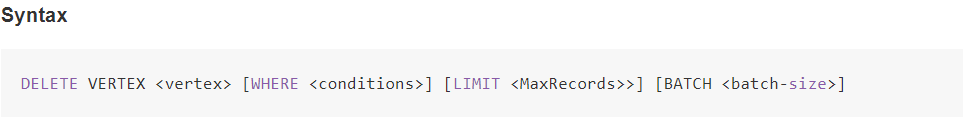 Syntax
DELETE VERTEX <vertex> [WHERE <conditions>] [LIMIT <MaxRecords>>] [BATCH <batch-size>]